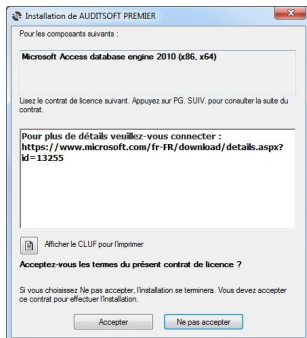 Installation de AUDITSOFT PREMIER
Pour les composants suivants :
Microsoft Access database engine 2010 (x86, x64)
Lisez le contrat de licence suivant. Appuyez sur PG. SUIV. pour consulter la suite du
contrat.
Pour plus de détails veuillez-vous connecter :
https://www.microsoft.com/fr-FR/download/details.aspx?
id=13255
Afficher le CLUF pour l'imprimer
Acceptez-vous les termes du présent contrat de licence ?
Si vous choisissez Ne pas accepter, l'installation se terminera. Vous devez accepter
ce contrat pour effectuer l'installation.
Accepter
Ne pas accepter